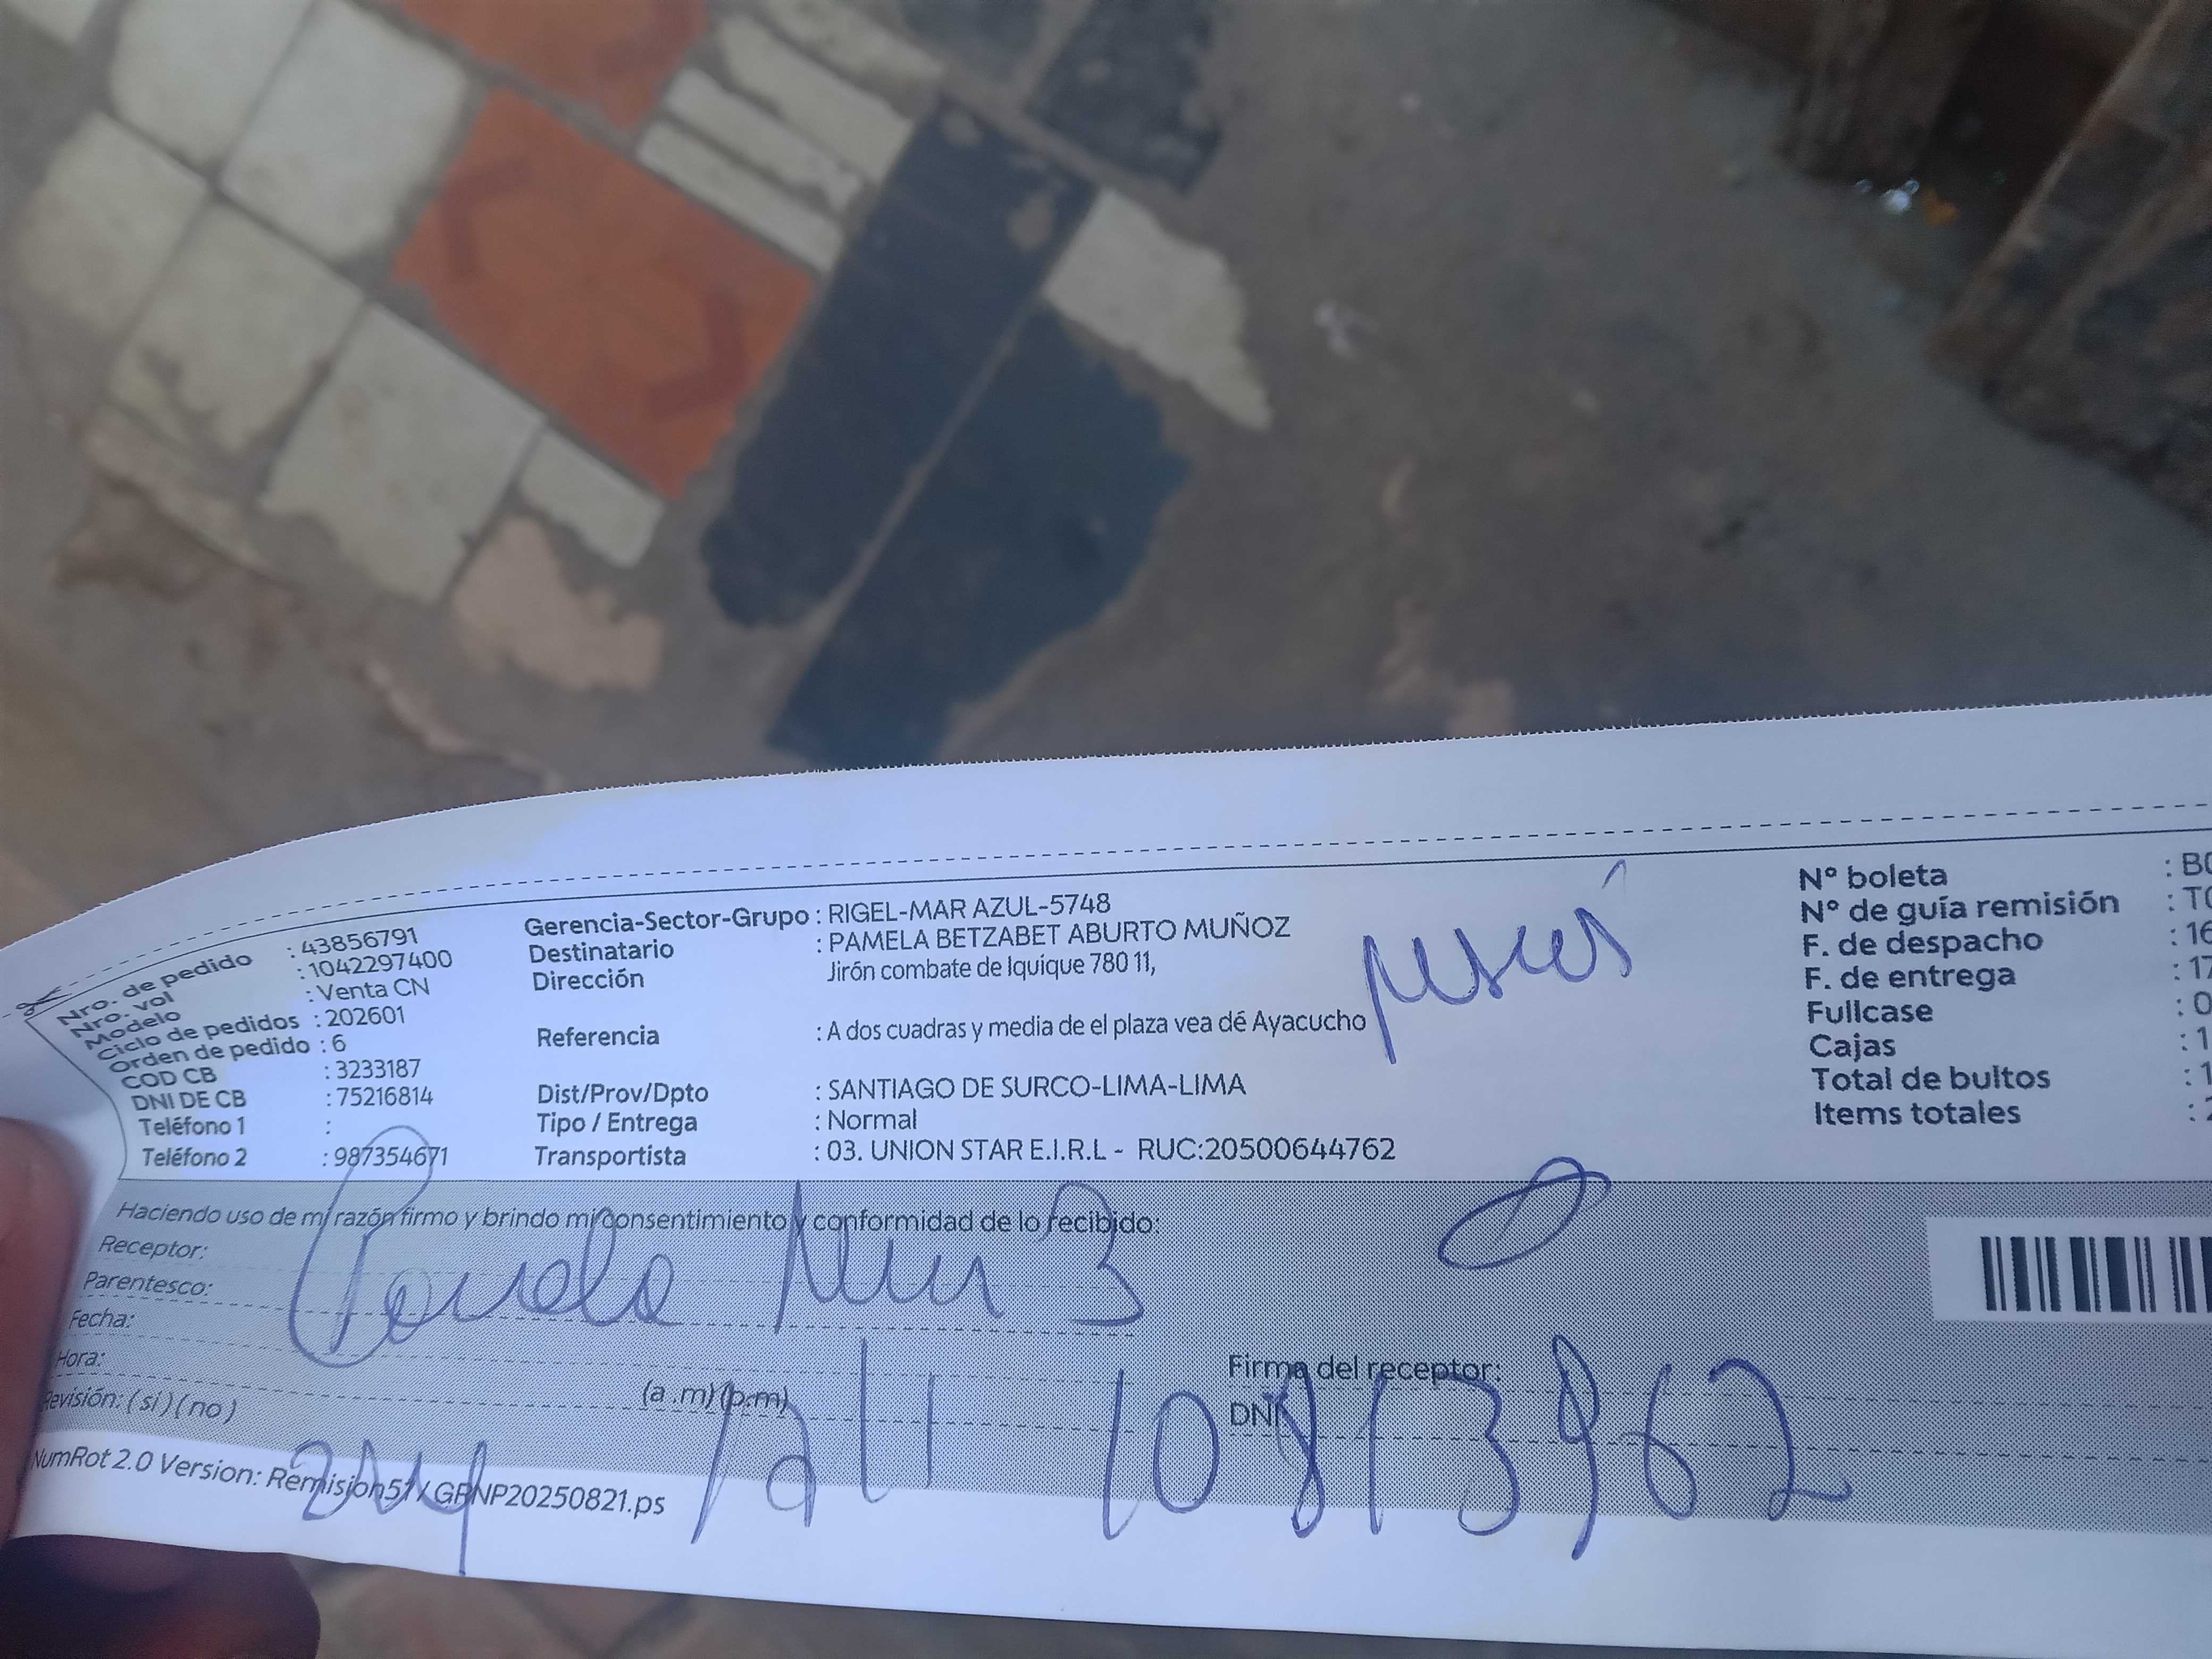 Nro. de pedido : 43856791
Nro. vol : 1042297400
Modelo : Venta CN
Ciclo de pedidos : 202601
Orden de pedido : 6
COD CB : 3233187
DNI DE CB : 75216814
Teléfono 1 :
Teléfono 2 : 987354671
Gerencia-Sector-Grupo : RIGEL-MAR AZUL-5748
Destinatario : PAMELA BETZABET ABURTO MUÑOZ
Dirección Jirón combate de Iquique 780 11,
Referencia : A dos cuadras y media de el plaza vea dé Ayacucho
Dist/Prov/Dpto : SANTIAGO DE SURCO-LIMA-LIMA
Tipo / Entrega : Normal
Transportista : 03. UNION STAR E.I.R.L - RUC:20500644762
Nº boleta : B0
Nº de guía remisión : T0
F. de despacho : 16
F. de entrega : 17
Fullcase : 0
Cajas : 1
Total de bultos : 1
Items totales : 2
Haciendo uso de mi razón firmo y brindo mi consentimiento y conformidad de lo recibido:
Receptor:
Parentesco:
Fecha:
Hora: (a .m) (p.m)
Revisión: ( si ) ( no )
Firma del receptor:
DNI
NumRot 2.0 Version: Remision51 / GRNP20250821.ps